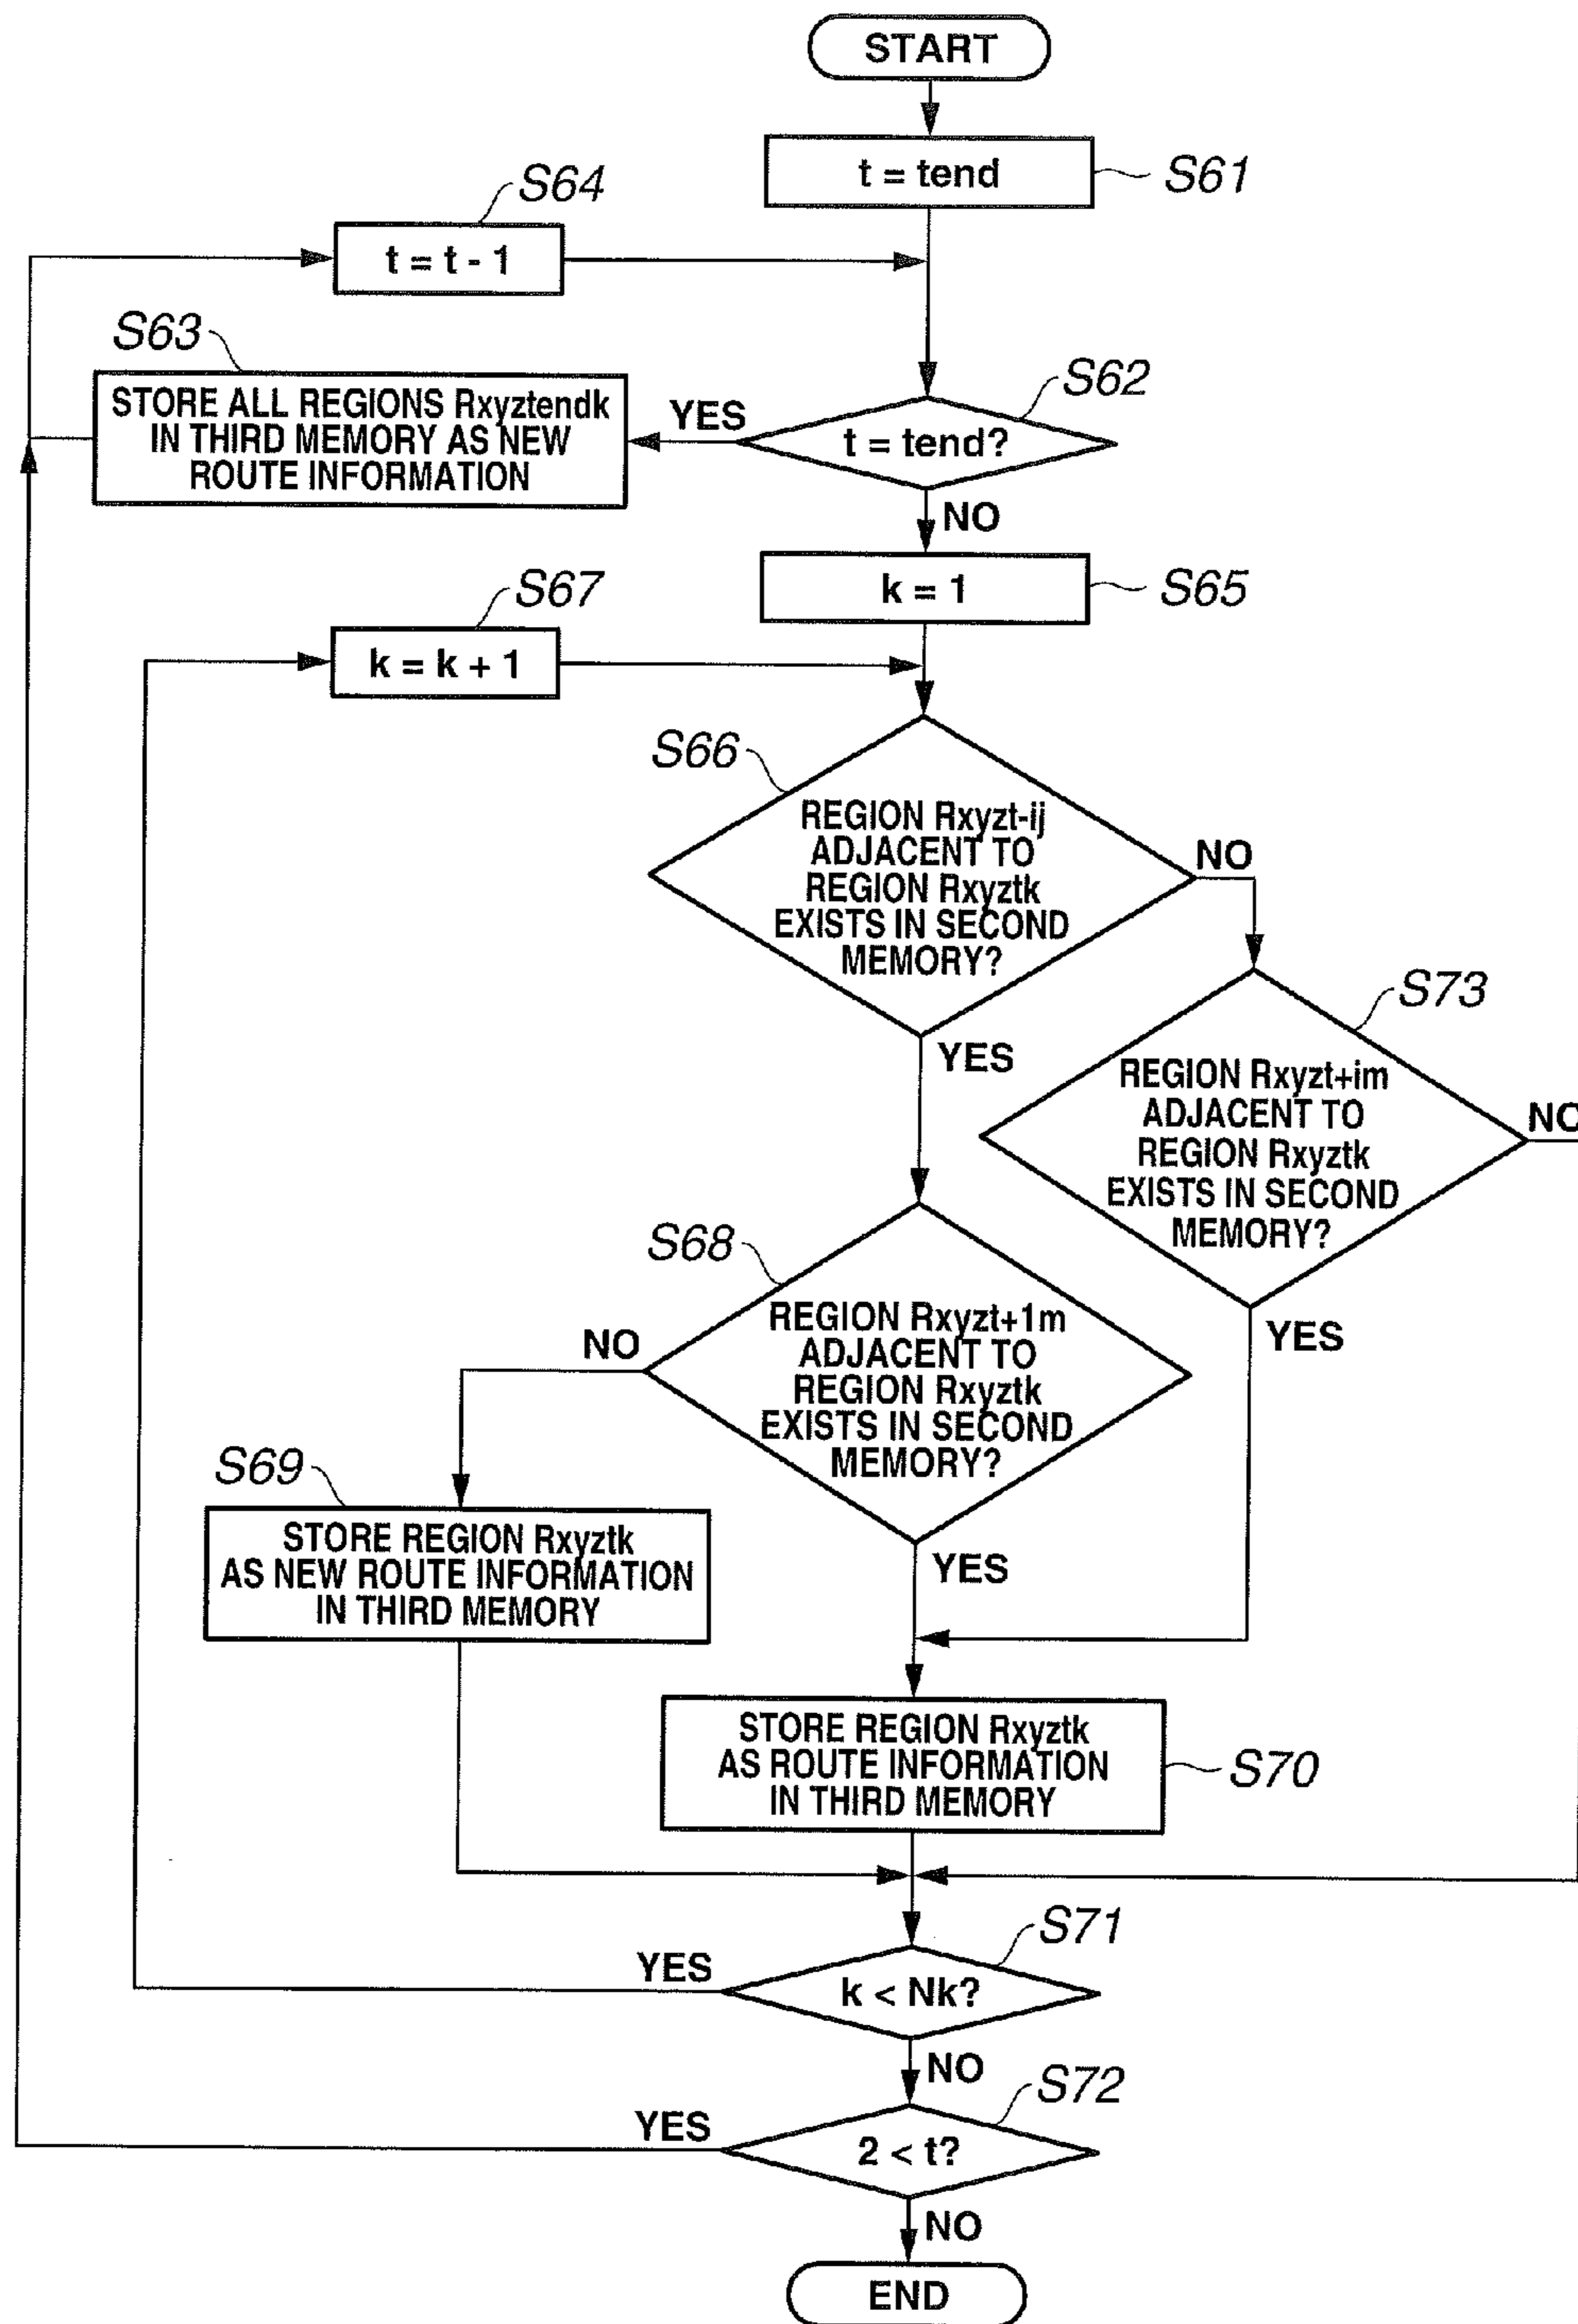 START
t = tend
S61
S64
t = t - 1
S63
STORE ALL REGIONS Rxyztendk
IN THIRD MEMORY AS NEW
ROUTE INFORMATION
YES
S62
t = tend?
NO
k = 1
S65
S67
k = k + 1
S66
REGION Rxyzt-ij
ADJACENT TO
REGION Rxyztk
EXISTS IN SECOND
MEMORY?
NO
YES
S73
REGION Rxyzt+im
ADJACENT TO
REGION Rxyztk
EXISTS IN SECOND
MEMORY?
NO
YES
S68
REGION Rxyzt+1m
ADJACENT TO
REGION Rxyztk
EXISTS IN SECOND
MEMORY?
NO
YES
S69
STORE REGION Rxyztk
AS NEW ROUTE INFORMATION
IN THIRD MEMORY
STORE REGION Rxyztk
AS ROUTE INFORMATION
IN THIRD MEMORY
S70
S71
YES
k < Nk?
NO
S72
YES
2 < t?
NO
END